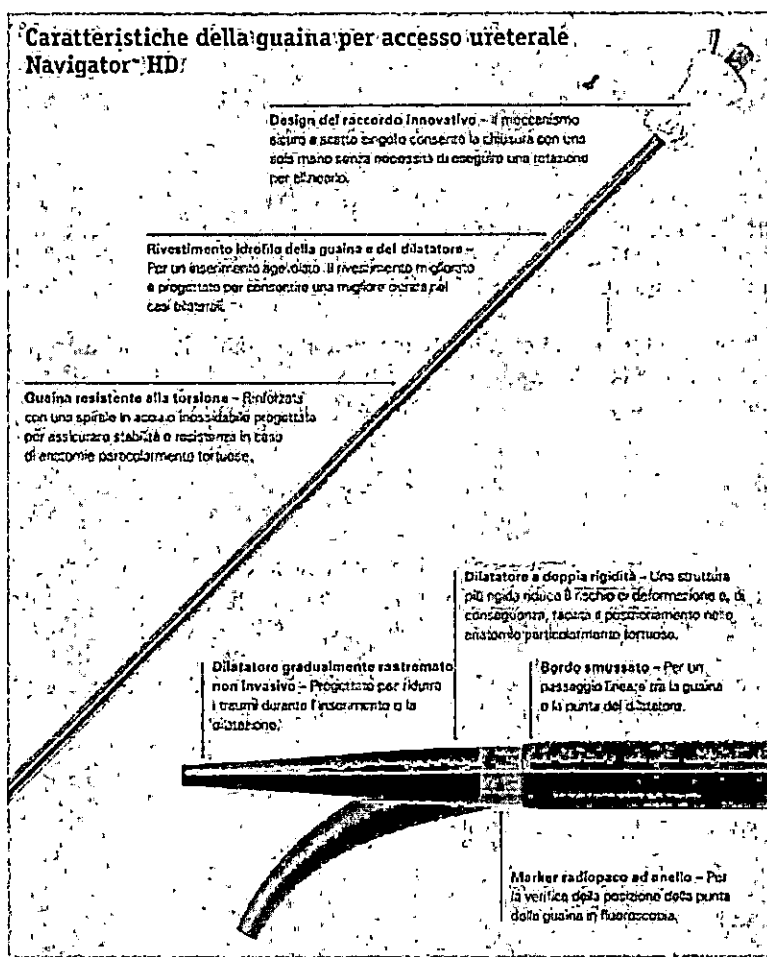 Caratteristiche della guaina per accesso ureterale
Navigator™ HD
Design del raccordo innovativo – Il meccanismo
sicuro a scatto singolo consente la chiusura con una
sola mano senza necessità di eseguire una rotazione
per allinearlo.
Rivestimento idrofilo della guaina e del dilatatore –
Per un inserimento agevolato. Il rivestimento migliorato
è progettato per consentire una migliore durata nei
casi bilaterali.
Guaina resistente alla torsione – Rinforzata
con una spirale in acciaio inossidabile progettata
per assicurare stabilità e resistenza in caso
di anatomie particolarmente tortuose.
Dilatatore a doppia rigidità – Una struttura
più rigida riduce il rischio di deformazione e, di
conseguenza, facilita il posizionamento nelle
anatomie particolarmente tortuose.
Dilatatore gradualmente rastremato
non invasivo – Progettato per ridurre
i traumi durante l'inserimento e la
dilatazione.
Bordo smussato – Per un
passaggio lineare tra la guaina
e la punta del dilatatore.
Marker radiopaco ad anello – Per
la verifica della posizione della punta
della guaina in fluoroscopia.